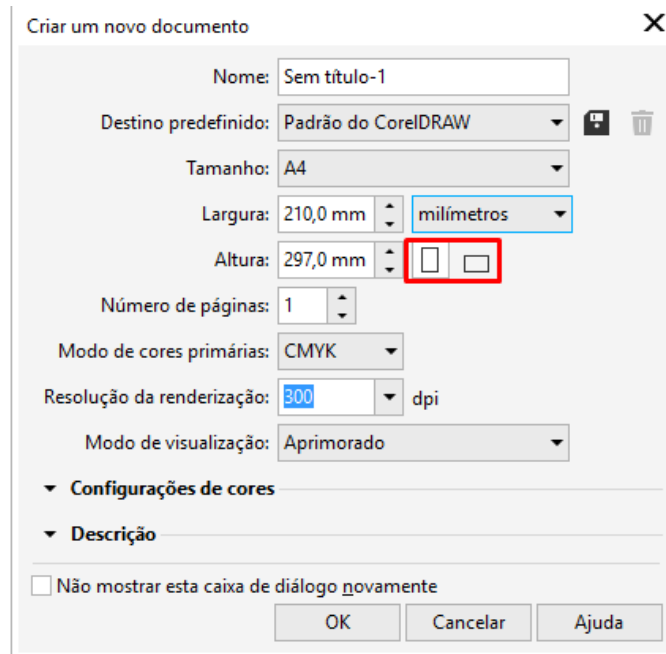 Criar um novo documento
Nome: Sem título-1
Destino predefinido: Padrão do CorelDRAW
Tamanho: A4
Largura: 210,0 mm milímetros
Altura: 297,0 mm
Número de páginas: 1
Modo de cores primárias: CMYK
Resolução da renderização: 300 dpi
Modo de visualização: Aprimorado
Configurações de cores
Descrição
Não mostrar esta caixa de diálogo novamente
OK Cancelar Ajuda